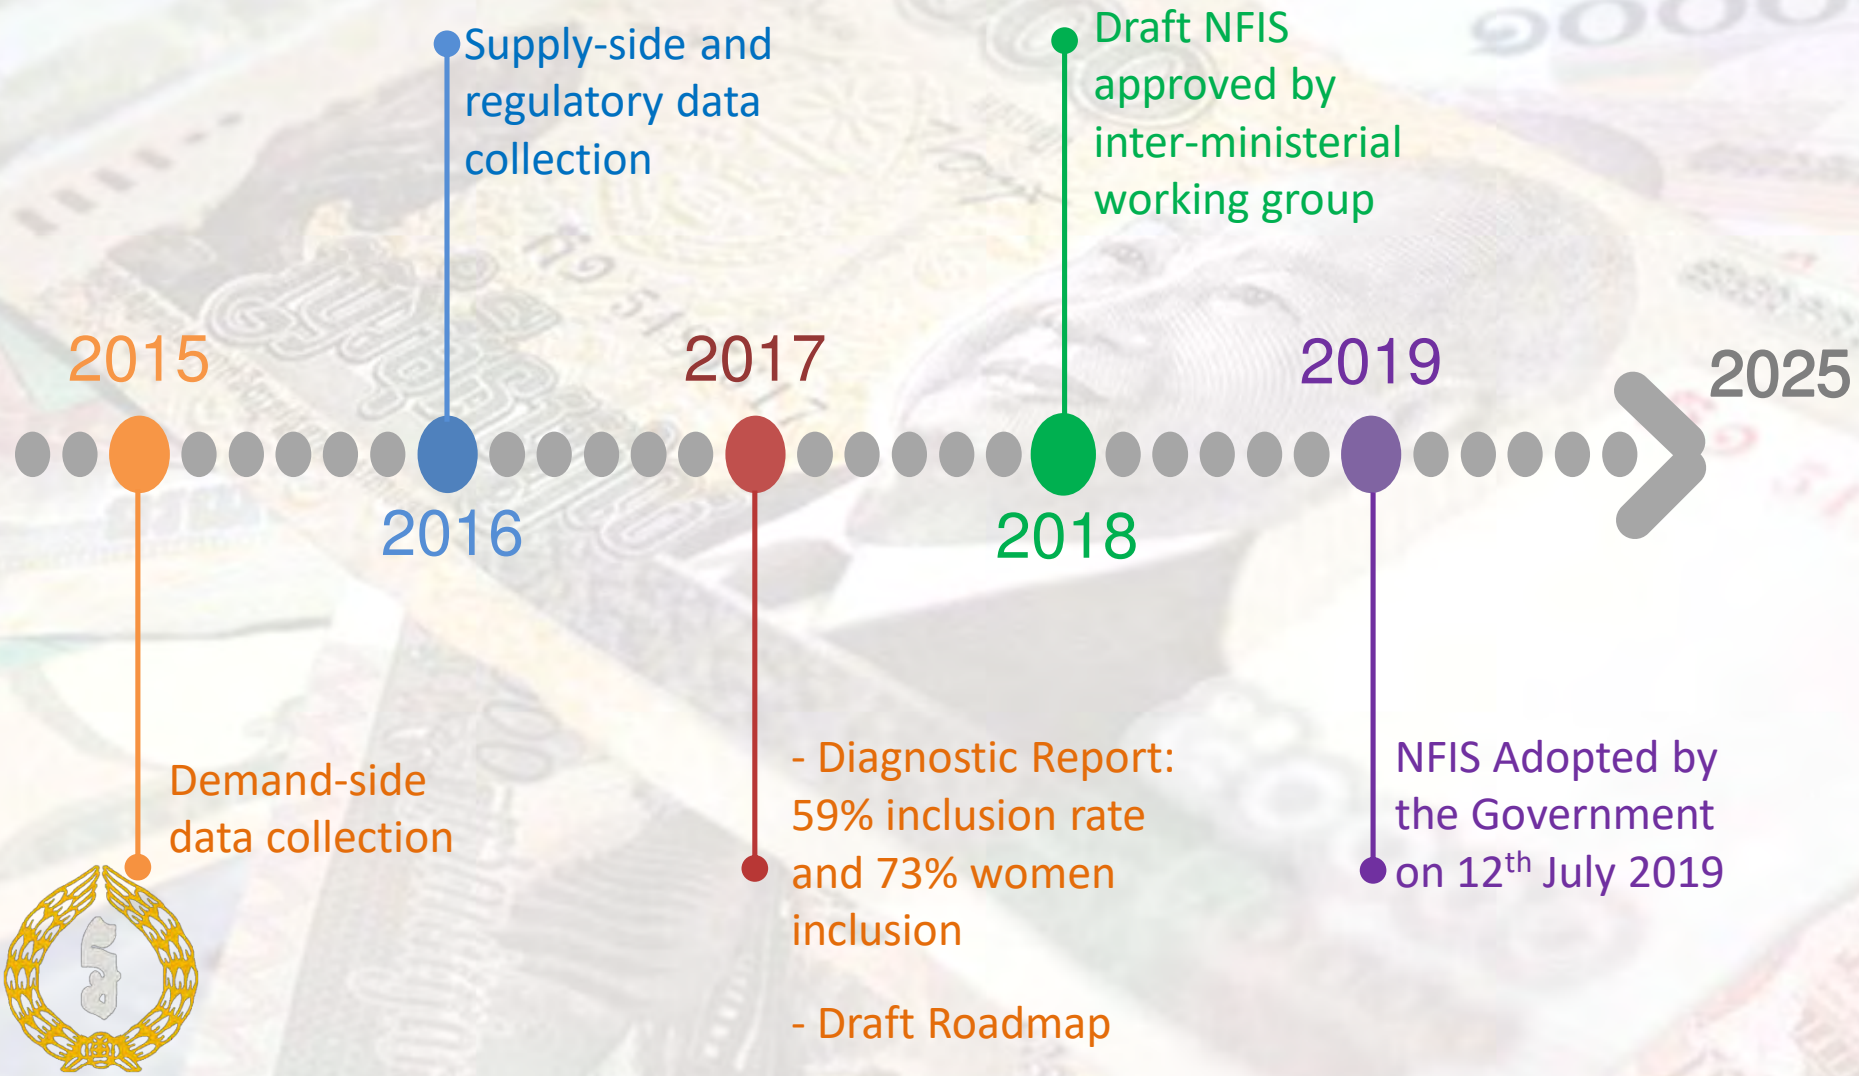 Supply-side and
regulatory data
collection
Draft NFIS
approved by
inter-ministerial
working group
2015
2017
2019
2025
2016
2018
Demand-side
data collection
- Diagnostic Report:
59% inclusion rate
and 73% women
inclusion
- Draft Roadmap
NFIS Adopted by
the Government
on 12th July 2019